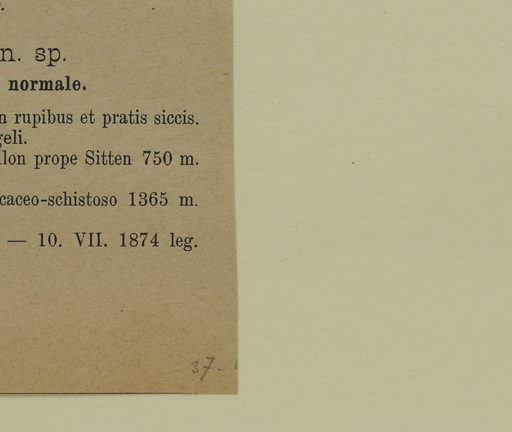 n. sp.
normale.
n rupibus et pratis siccis.
geli.
llon prope Sitten 750 m.
caceo-schistoso 1365 m.
— 10. VII. 1874 leg.
37-